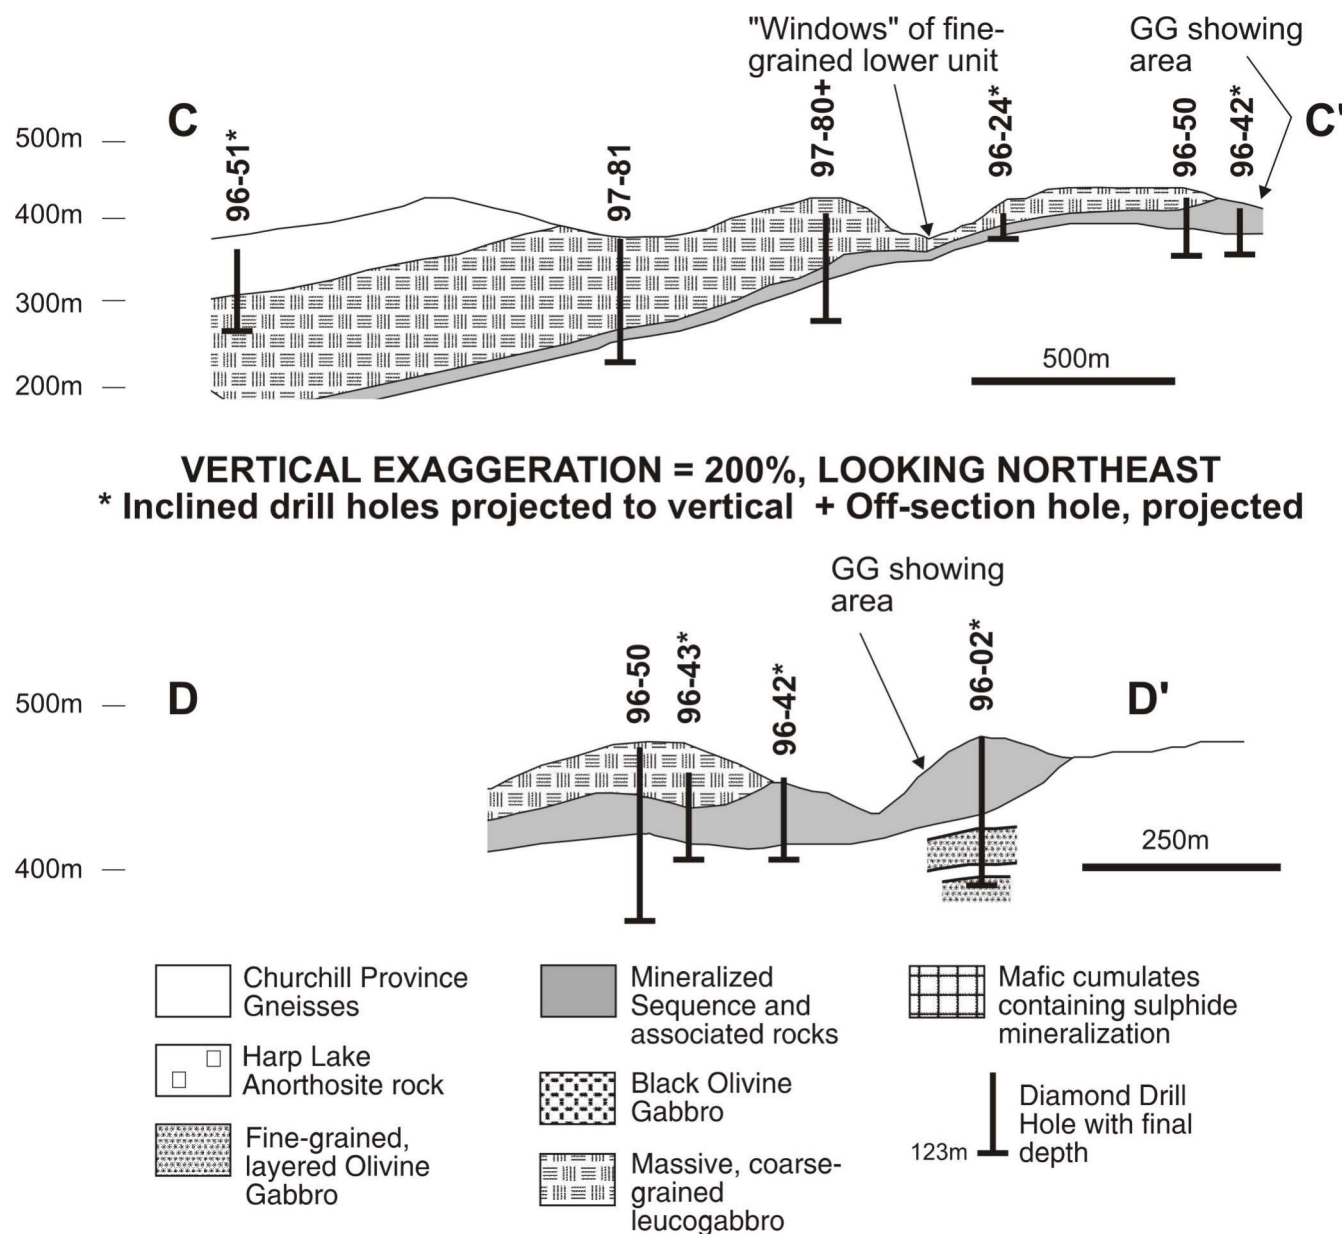 "Windows" of fine-
grained lower unit
GG showing
area
C
C'
500m
400m
300m
200m
96-51*
97-81
97-80+
96-24*
96-50
96-42*
500m
VERTICAL EXAGGERATION = 200%, LOOKING NORTHEAST
* Inclined drill holes projected to vertical + Off-section hole, projected
GG showing
area
D
D'
500m
400m
96-50
96-43*
96-42*
96-02*
250m
Churchill Province
Gneisses
Harp Lake
Anorthosite rock
Fine-grained,
layered Olivine
Gabbro
Mineralized
Sequence and
associated rocks
Black Olivine
Gabbro
Massive, coarse-
grained
leucogabbro
Mafic cumulates
containing sulphide
mineralization
Diamond Drill
Hole with final
depth
123m